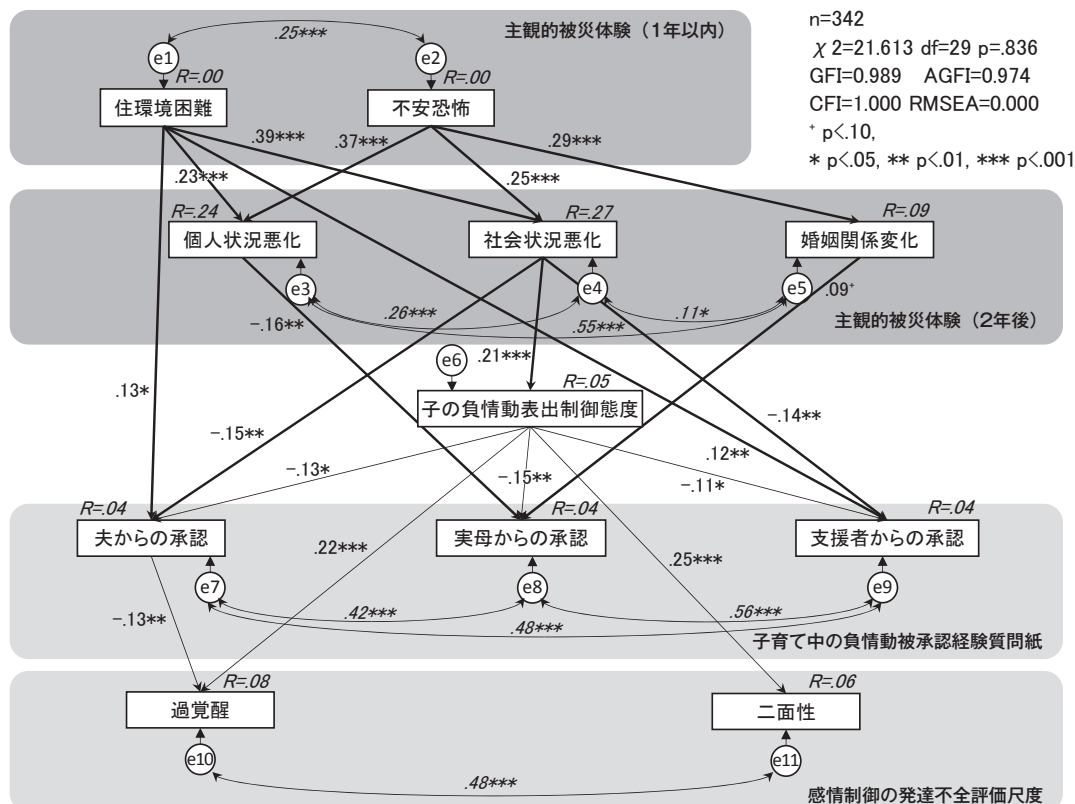 n=342
χ2=21.613 df=29 p=.836
GFI=0.989 AGFI=0.974
CFI=1.000 RMSEA=0.000
+ p<.10,
* p<.05, ** p<.01, *** p<.001
主観的被災体験（1年以内）
.25***
e1
e2
R=.00
R=.00
住環境困難
不安恐怖
.39***
.37***
.29***
.23***
.25***
R=.24
R=.27
R=.09
個人状況悪化
社会状況悪化
婚姻関係変化
e3
e4
e5
.09+
.26***
.11*
.55***
主観的被災体験（2年後）
-.16**
e6
.21***
R=.05
.13*
子の負情動表出制御態度
-.15**
-.14**
-.13*
-.15**
.12**
-.11*
R=.04
R=.04
R=.04
夫からの承認
実母からの承認
支援者からの承認
.22***
.25***
e7
e8
e9
.42***
.56***
.48***
-.13**
子育て中の負情動被承認経験質問紙
R=.08
R=.06
過覚醒
二面性
e10
e11
.48***
感情制御の発達不全評価尺度